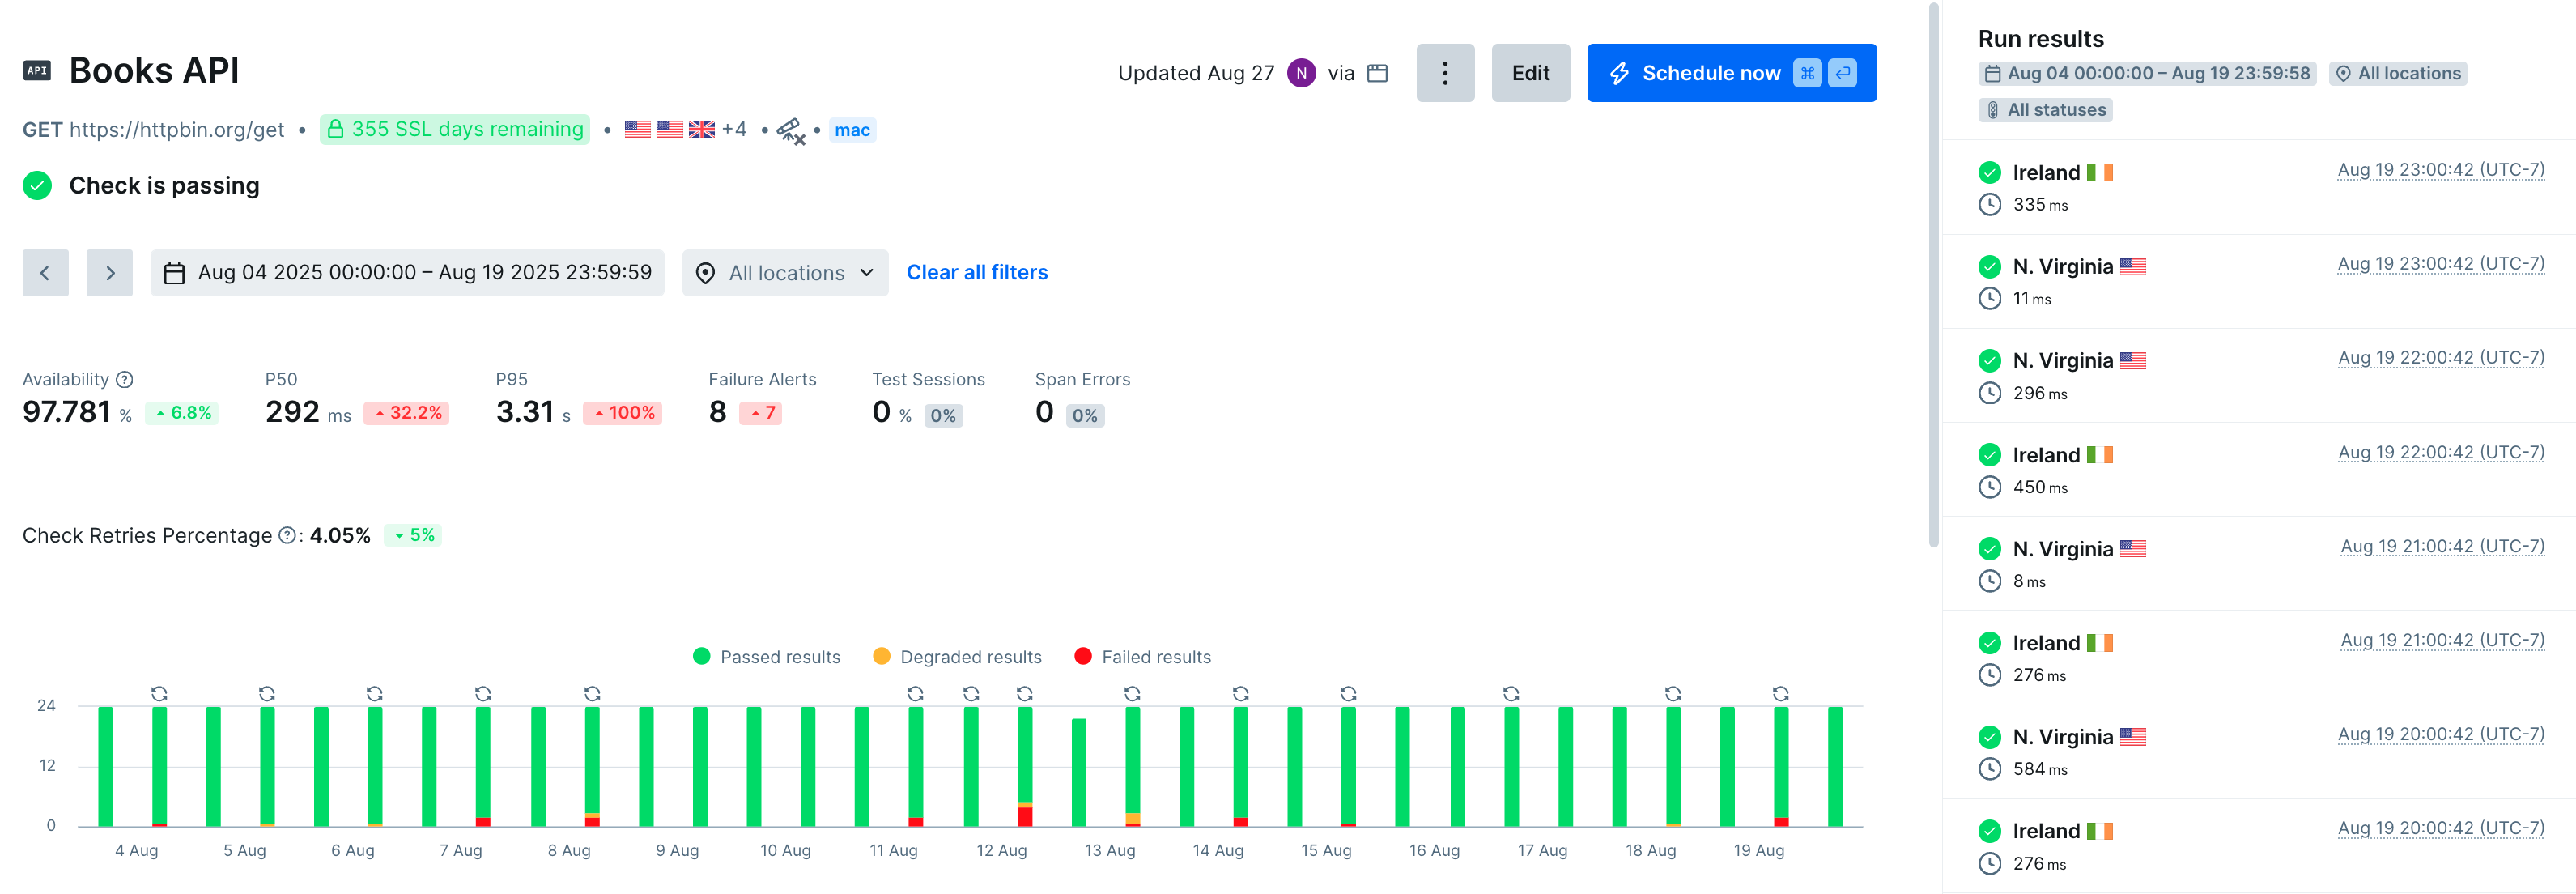 API Books API
Updated Aug 27 N via
Edit
Schedule now ⌘ ↵
GET https://httpbin.org/get • 355 SSL days remaining • +4 • • mac
Check is passing
Aug 04 2025 00:00:00 – Aug 19 2025 23:59:59
All locations
Clear all filters
Availability ? P50 P95 Failure Alerts Test Sessions Span Errors
97.781 % 6.8% 292 ms 32.2% 3.31 s 100% 8 7 0 % 0% 0 0%
Check Retries Percentage ?: 4.05% 5%
Passed results Degraded results Failed results
24
12
0
4 Aug 5 Aug 6 Aug 7 Aug 8 Aug 9 Aug 10 Aug 11 Aug 12 Aug 13 Aug 14 Aug 15 Aug 16 Aug 17 Aug 18 Aug 19 Aug
Run results
Aug 04 00:00:00 – Aug 19 23:59:58 All locations
All statuses
Ireland Aug 19 23:00:42 (UTC-7)
335 ms
N. Virginia Aug 19 23:00:42 (UTC-7)
11 ms
N. Virginia Aug 19 22:00:42 (UTC-7)
296 ms
Ireland Aug 19 22:00:42 (UTC-7)
450 ms
N. Virginia Aug 19 21:00:42 (UTC-7)
8 ms
Ireland Aug 19 21:00:42 (UTC-7)
276 ms
N. Virginia Aug 19 20:00:42 (UTC-7)
584 ms
Ireland Aug 19 20:00:42 (UTC-7)
276 ms